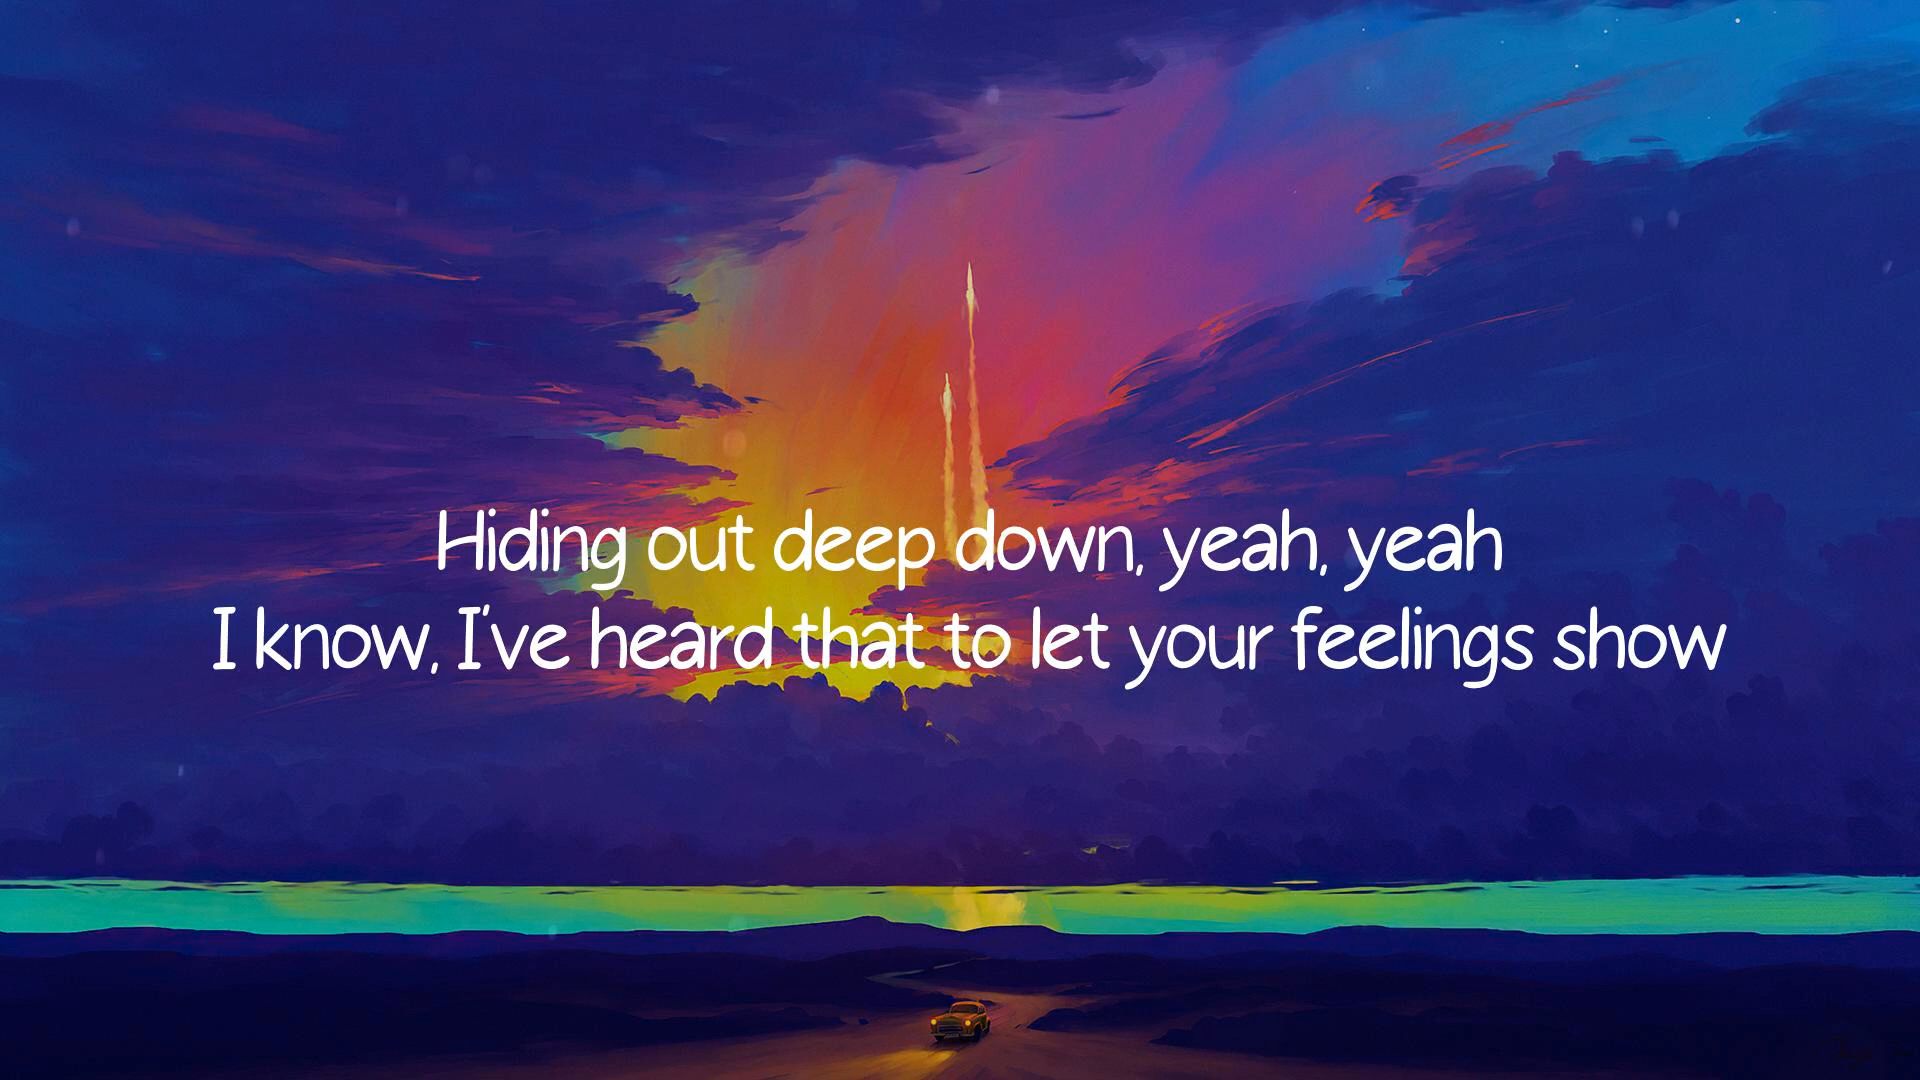 Hiding out deep down, yeah, yeah
I know, I've heard that to let your feelings show